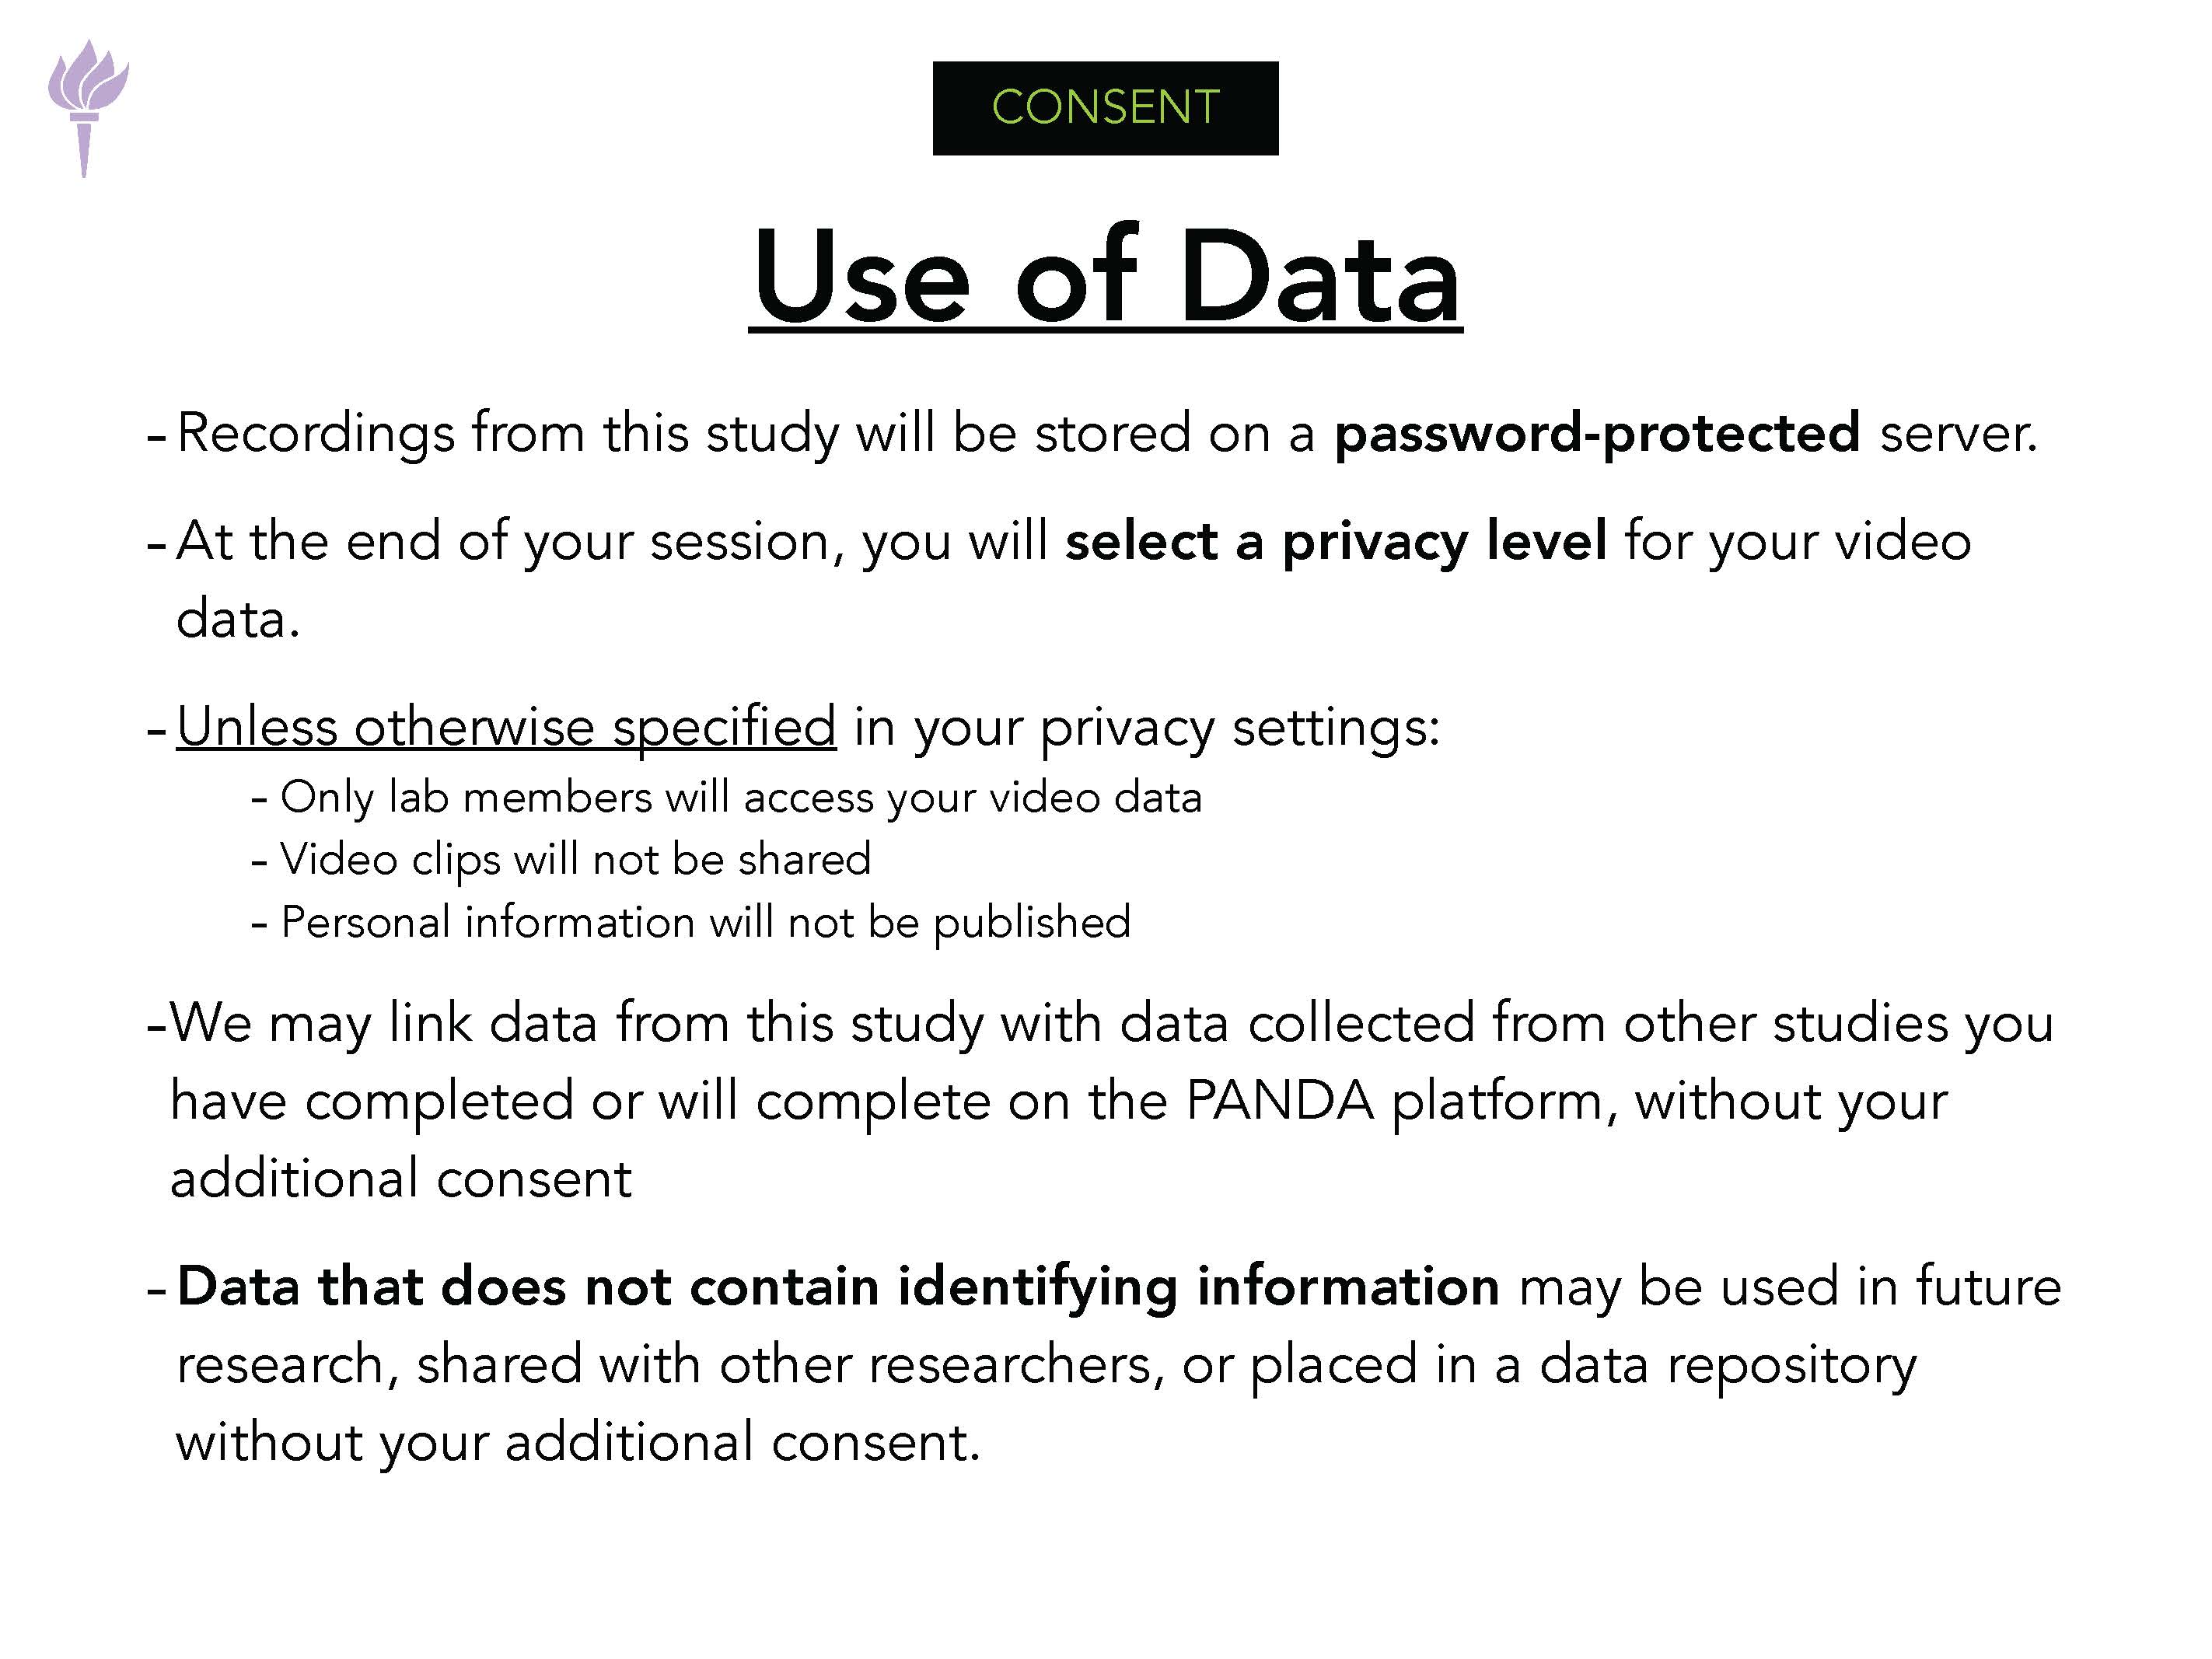 CONSENT
Use of Data
- Recordings from this study will be stored on a password-protected server.
- At the end of your session, you will select a privacy level for your video
data.
- Unless otherwise specified in your privacy settings:
- Only lab members will access your video data
- Video clips will not be shared
- Personal information will not be published
-We may link data from this study with data collected from other studies you
have completed or will complete on the PANDA platform, without your
additional consent
- Data that does not contain identifying information may be used in future
research, shared with other researchers, or placed in a data repository
without your additional consent.